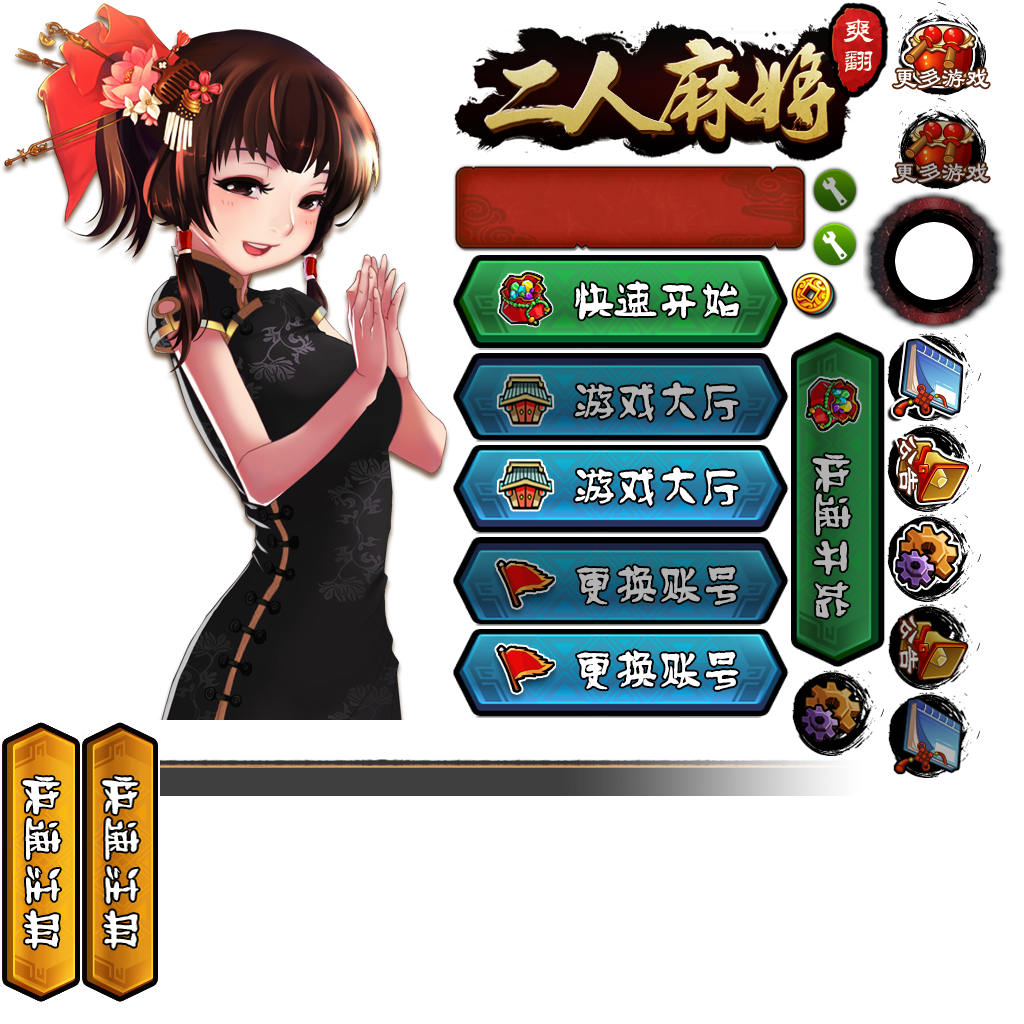 二人麻将
爽翻
更多游戏
更多游戏
快速开始
游戏大厅
游戏大厅
更换账号
更换账号
快速开始
公告
公告
快速注册
快速注册